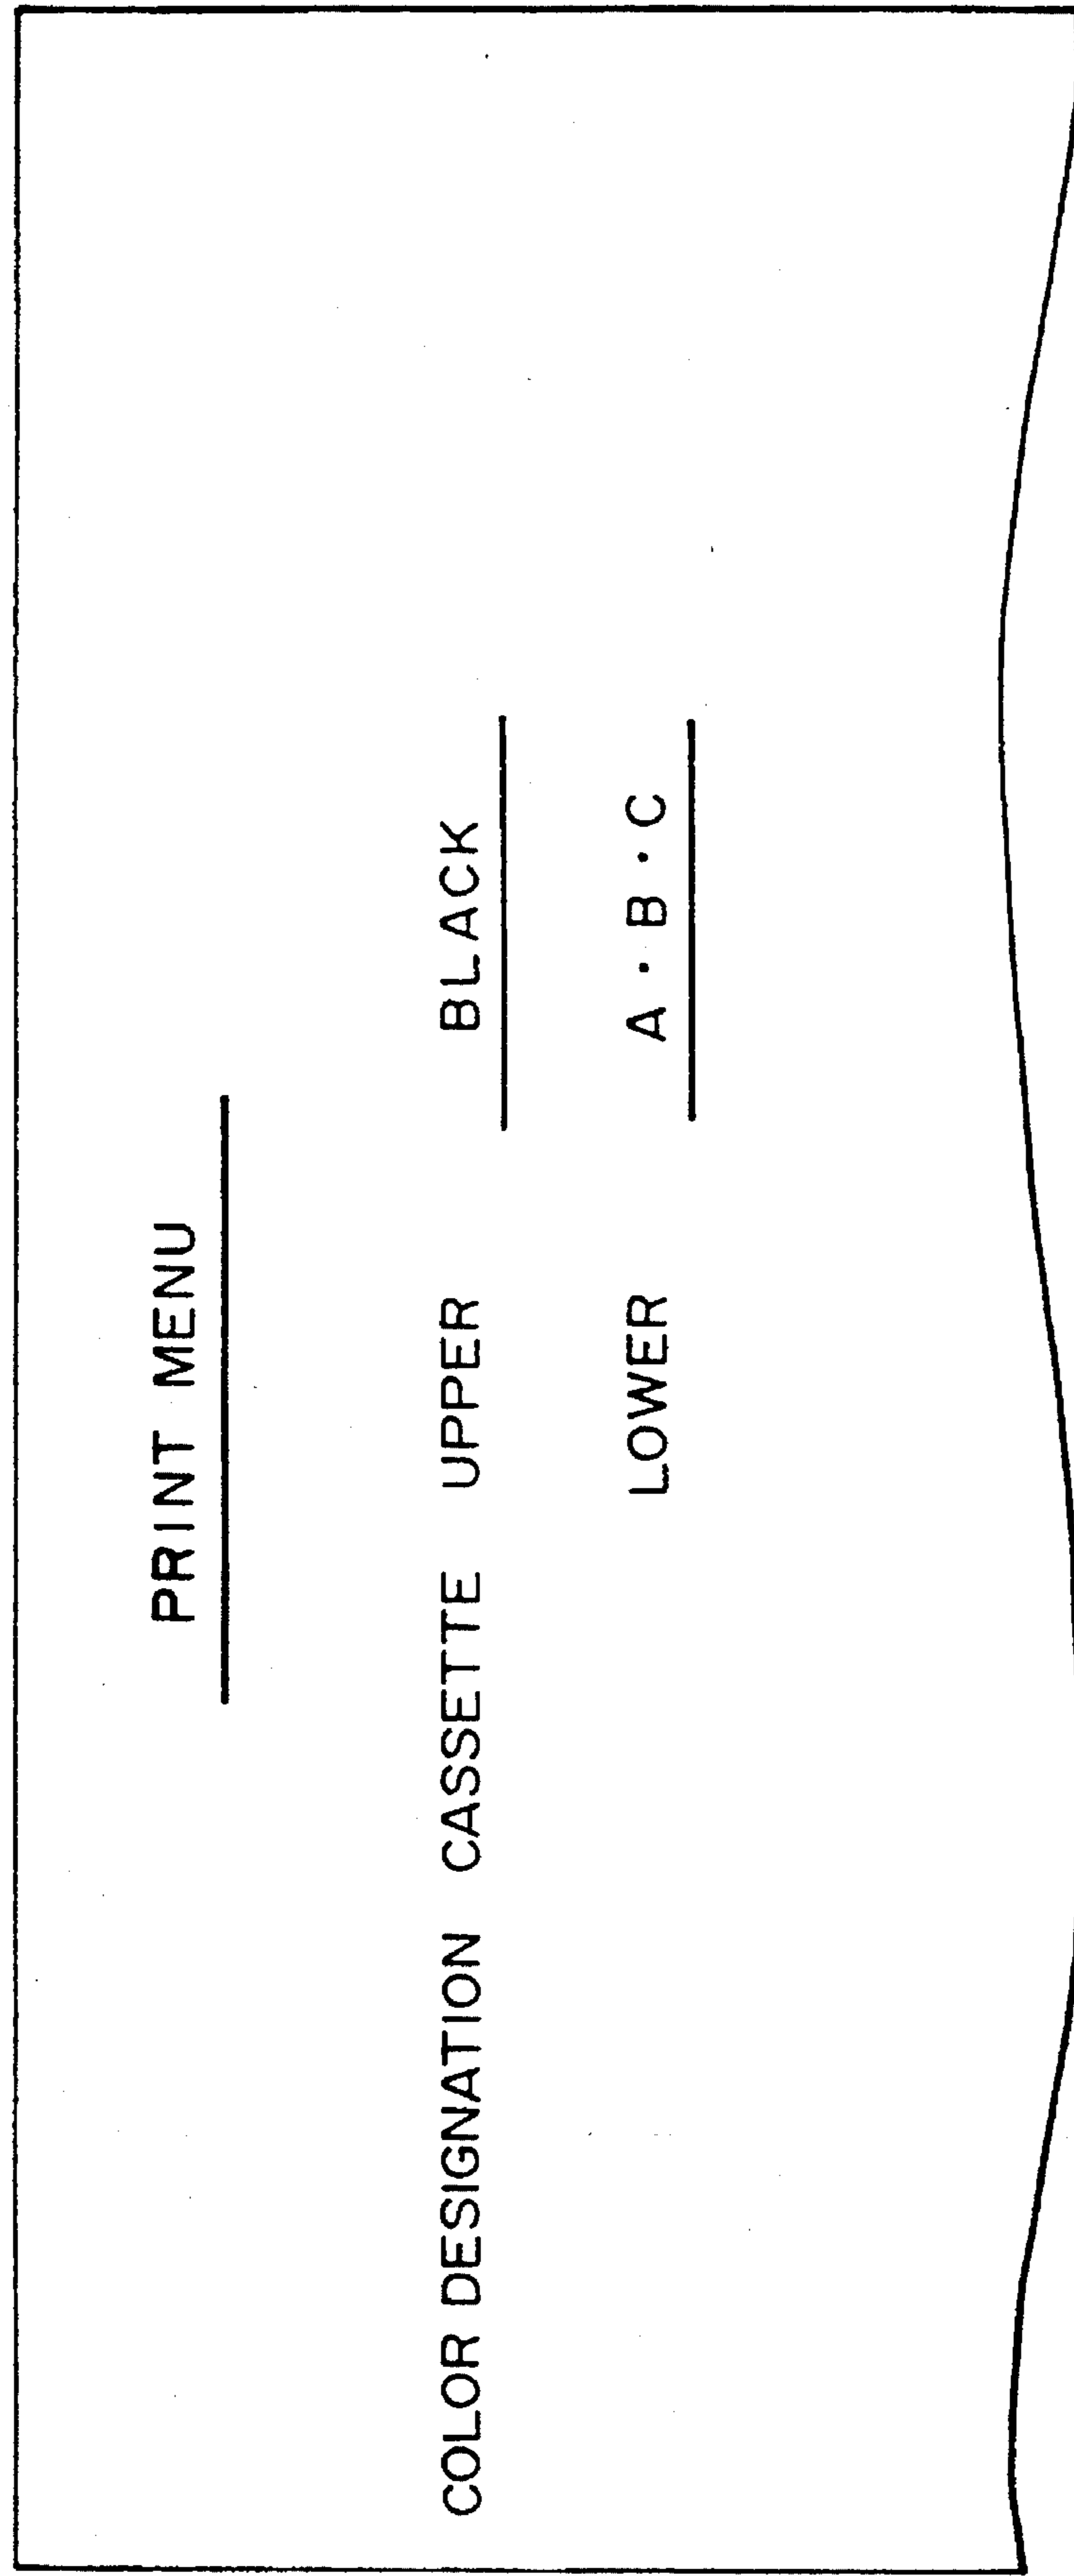 PRINT MENU
COLOR DESIGNATION CASSETTE UPPER BLACK
LOWER A · B · C